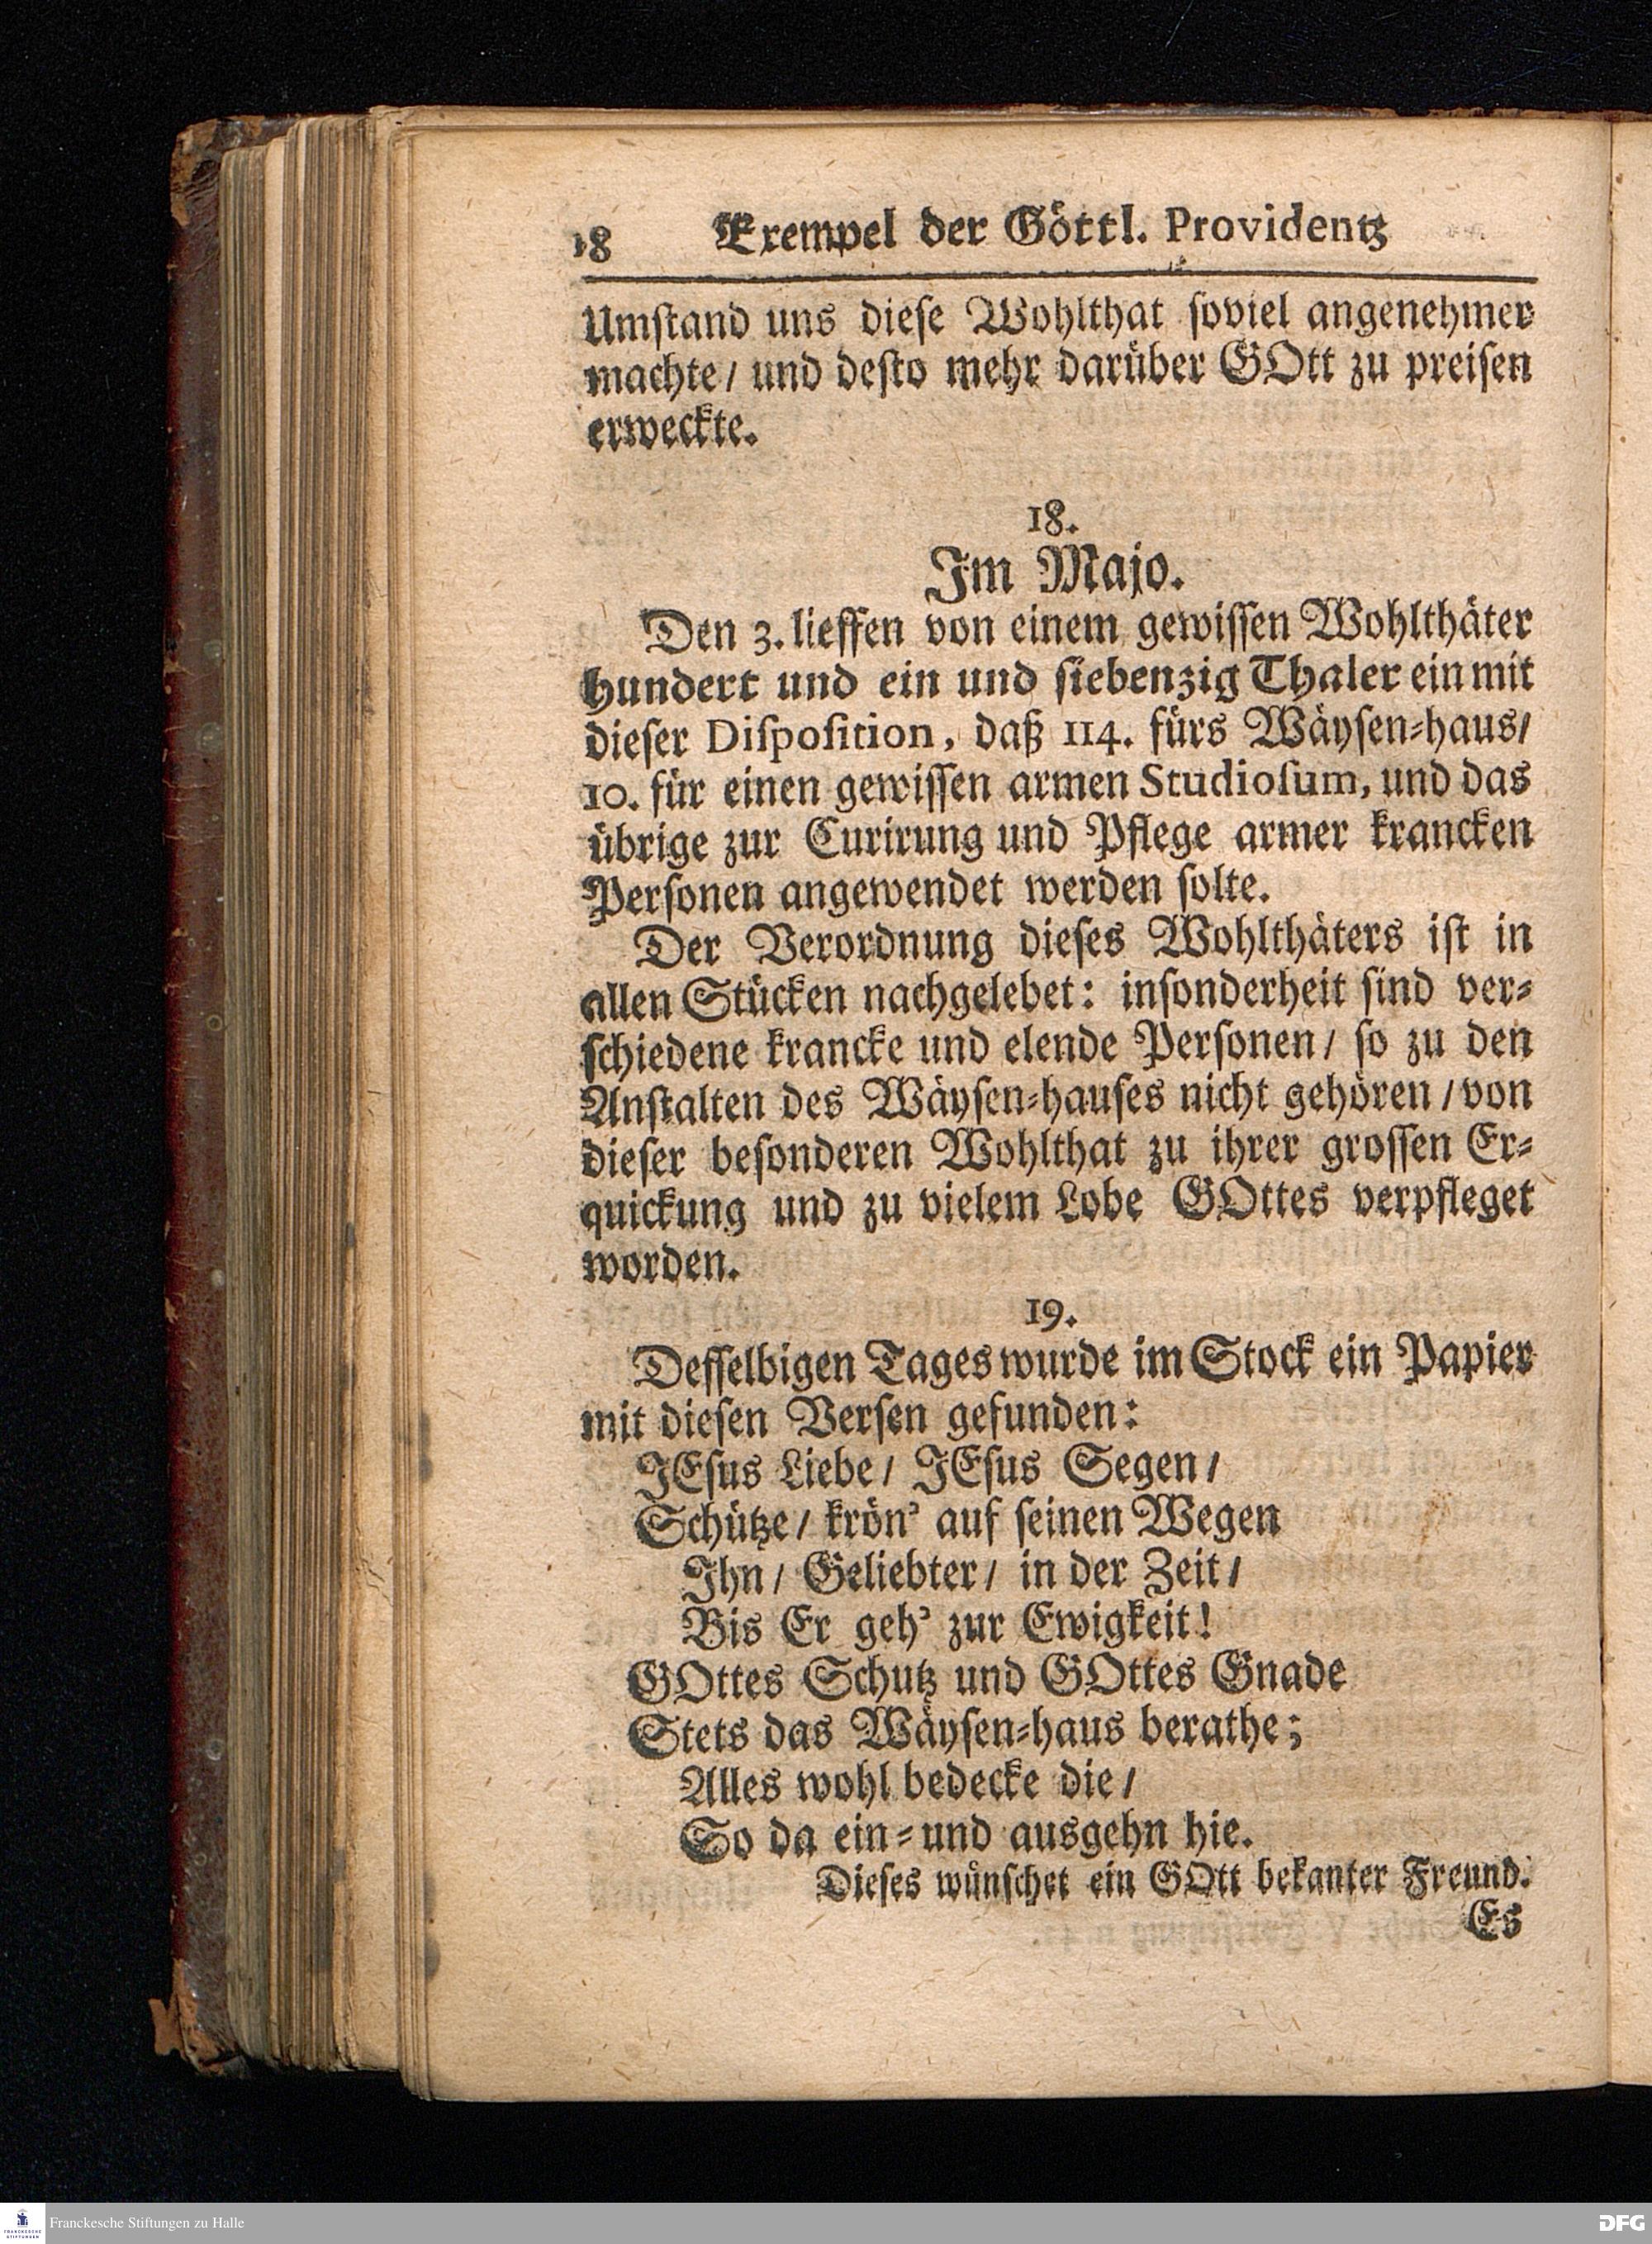 18 Exempel der Göttl. Providentz
Umſtand uns dieſe Wohlthat ſoviel angenehmer
machte/ und deſto mehr darüber GOtt zu preiſen
erweckte.
18.
Im Majo.
Den 3. lieffen von einem gewiſſen Wohlthäter
hundert und ein und ſiebenzig Thaler ein mit
dieſer Diſpoſition, daß 114. fürs Wäyſen-haus/
10. für einen gewiſſen armen Studioſum, und das
übrige zur Curirung und Pflege armer krancken
Perſonen angewendet werden ſolte.
Der Verordnung dieſes Wohlthäters iſt in
allen Stücken nachgelebet: inſonderheit ſind ver-
ſchiedene krancke und elende Perſonen/ ſo zu den
Anſtalten des Wäyſen-hauſes nicht gehören/ von
dieſer beſonderen Wohlthat zu ihrer groſſen Er-
quickung und zu vielem Lobe GOttes verpfleget
worden.
19.
Deſſelbigen Tages wurde im Stock ein Papier
mit dieſen Verſen gefunden:
JEſus Liebe/ JEſus Segen/
Schütze/ krön' auf ſeinen Wegen
Ihn/ Geliebter/ in der Zeit/
Bis Er geh' zur Ewigkeit!
GOttes Schutz und GOttes Gnade
Stets das Wäyſen-haus berathe;
Alles wohl bedecke die/
So da ein- und ausgehn hie.
Dieſes wünſchet ein GOtt bekanter Freund.
Es
Franckesche Stiftungen zu Halle
FRANCKESCHE
STIFTUNGEN
DFG